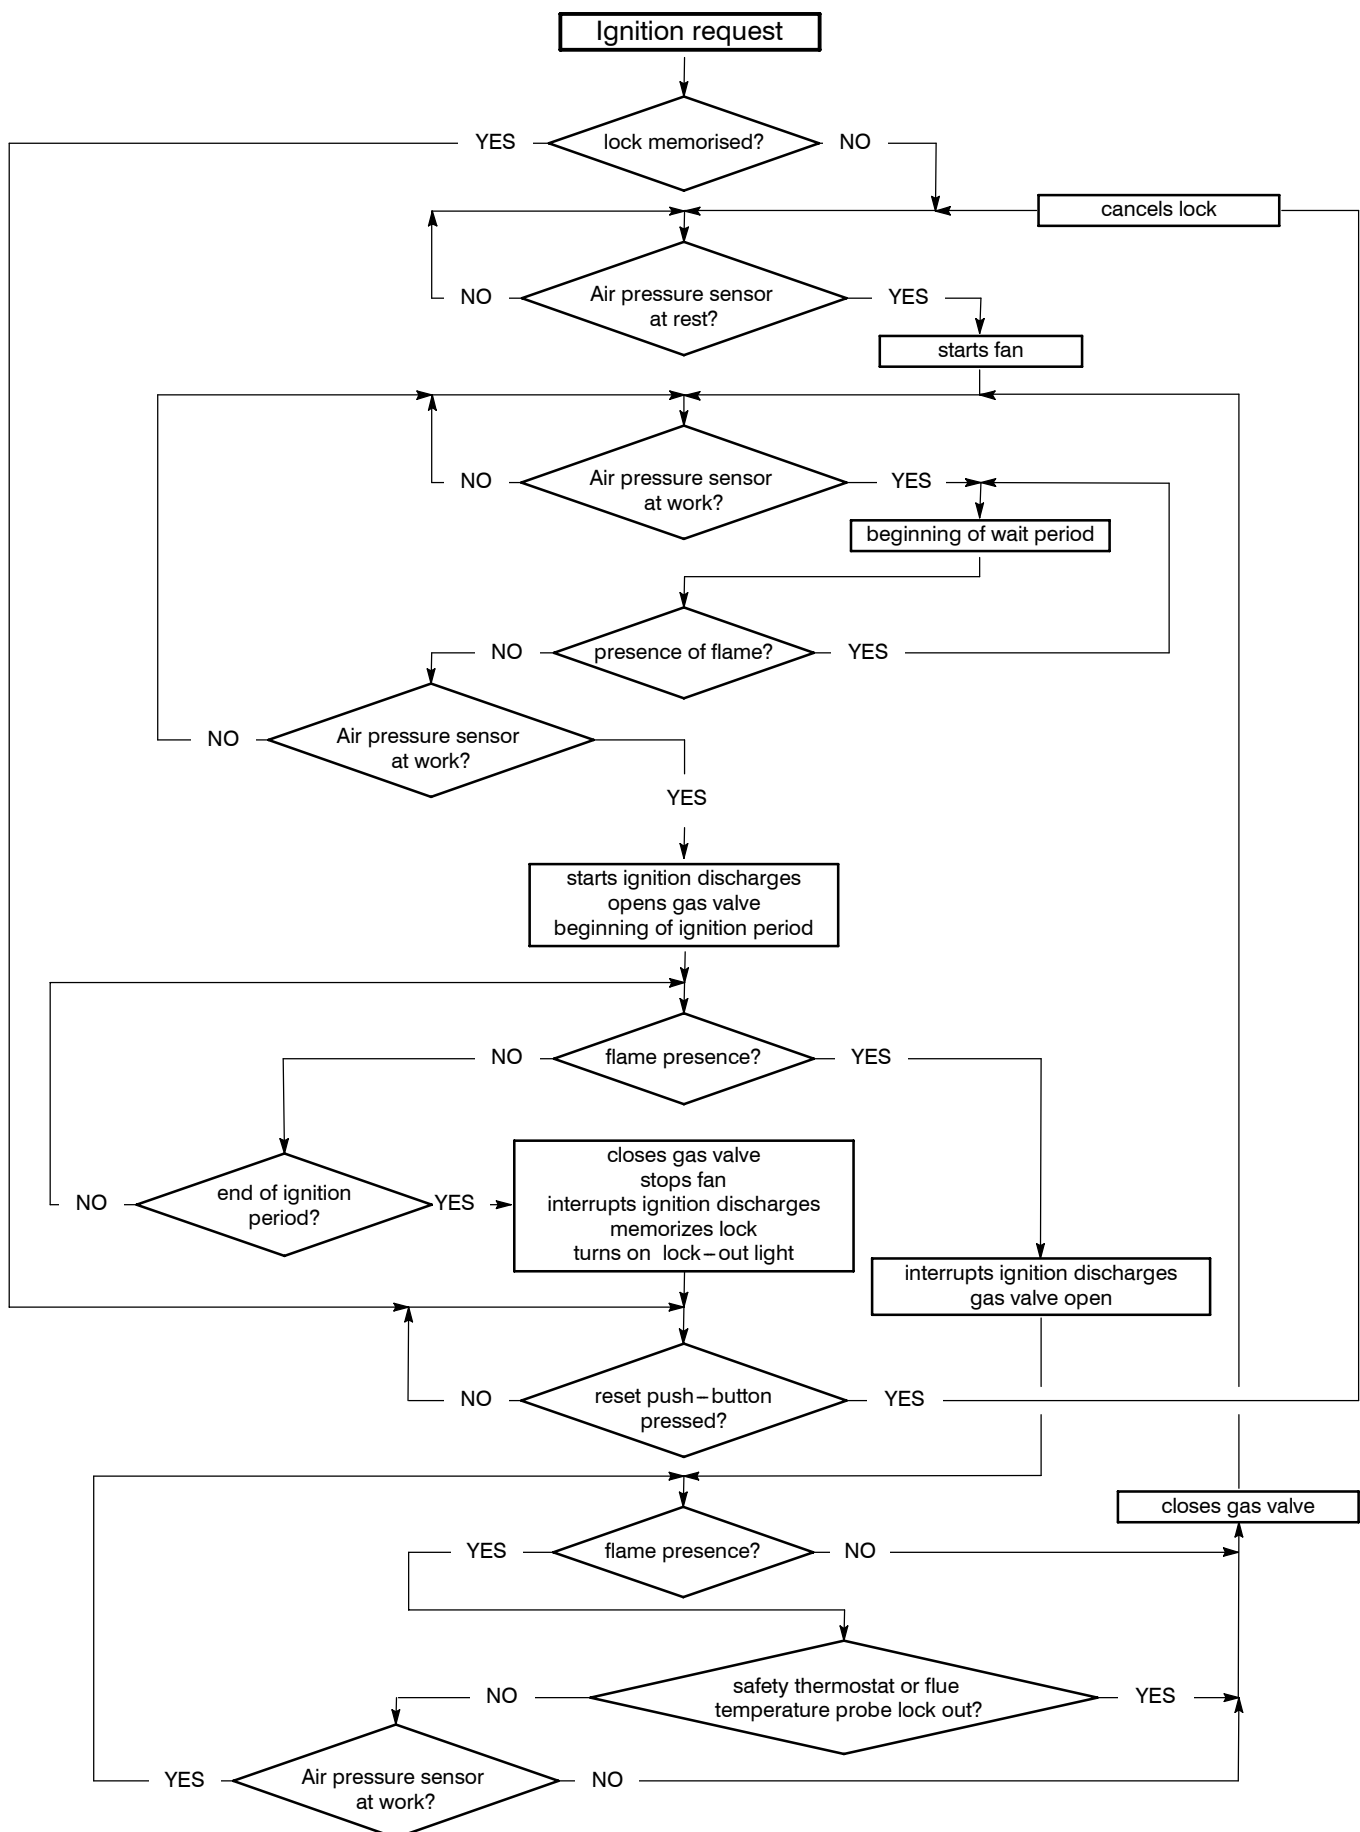 Ignition request
YES
lock memorised?
NO
cancels lock
NO
Air pressure sensor
at rest?
YES
starts fan
NO
Air pressure sensor
at work?
YES
beginning of wait period
NO
presence of flame?
YES
NO
Air pressure sensor
at work?
YES
starts ignition discharges
opens gas valve
beginning of ignition period
NO
flame presence?
YES
NO
end of ignition
period?
YES
closes gas valve
stops fan
interrupts ignition discharges
memorizes lock
turns on lock-out light
interrupts ignition discharges
gas valve open
NO
reset push-button
pressed?
YES
closes gas valve
YES
flame presence?
NO
NO
safety thermostat or flue
temperature probe lock out?
YES
YES
Air pressure sensor
at work?
NO